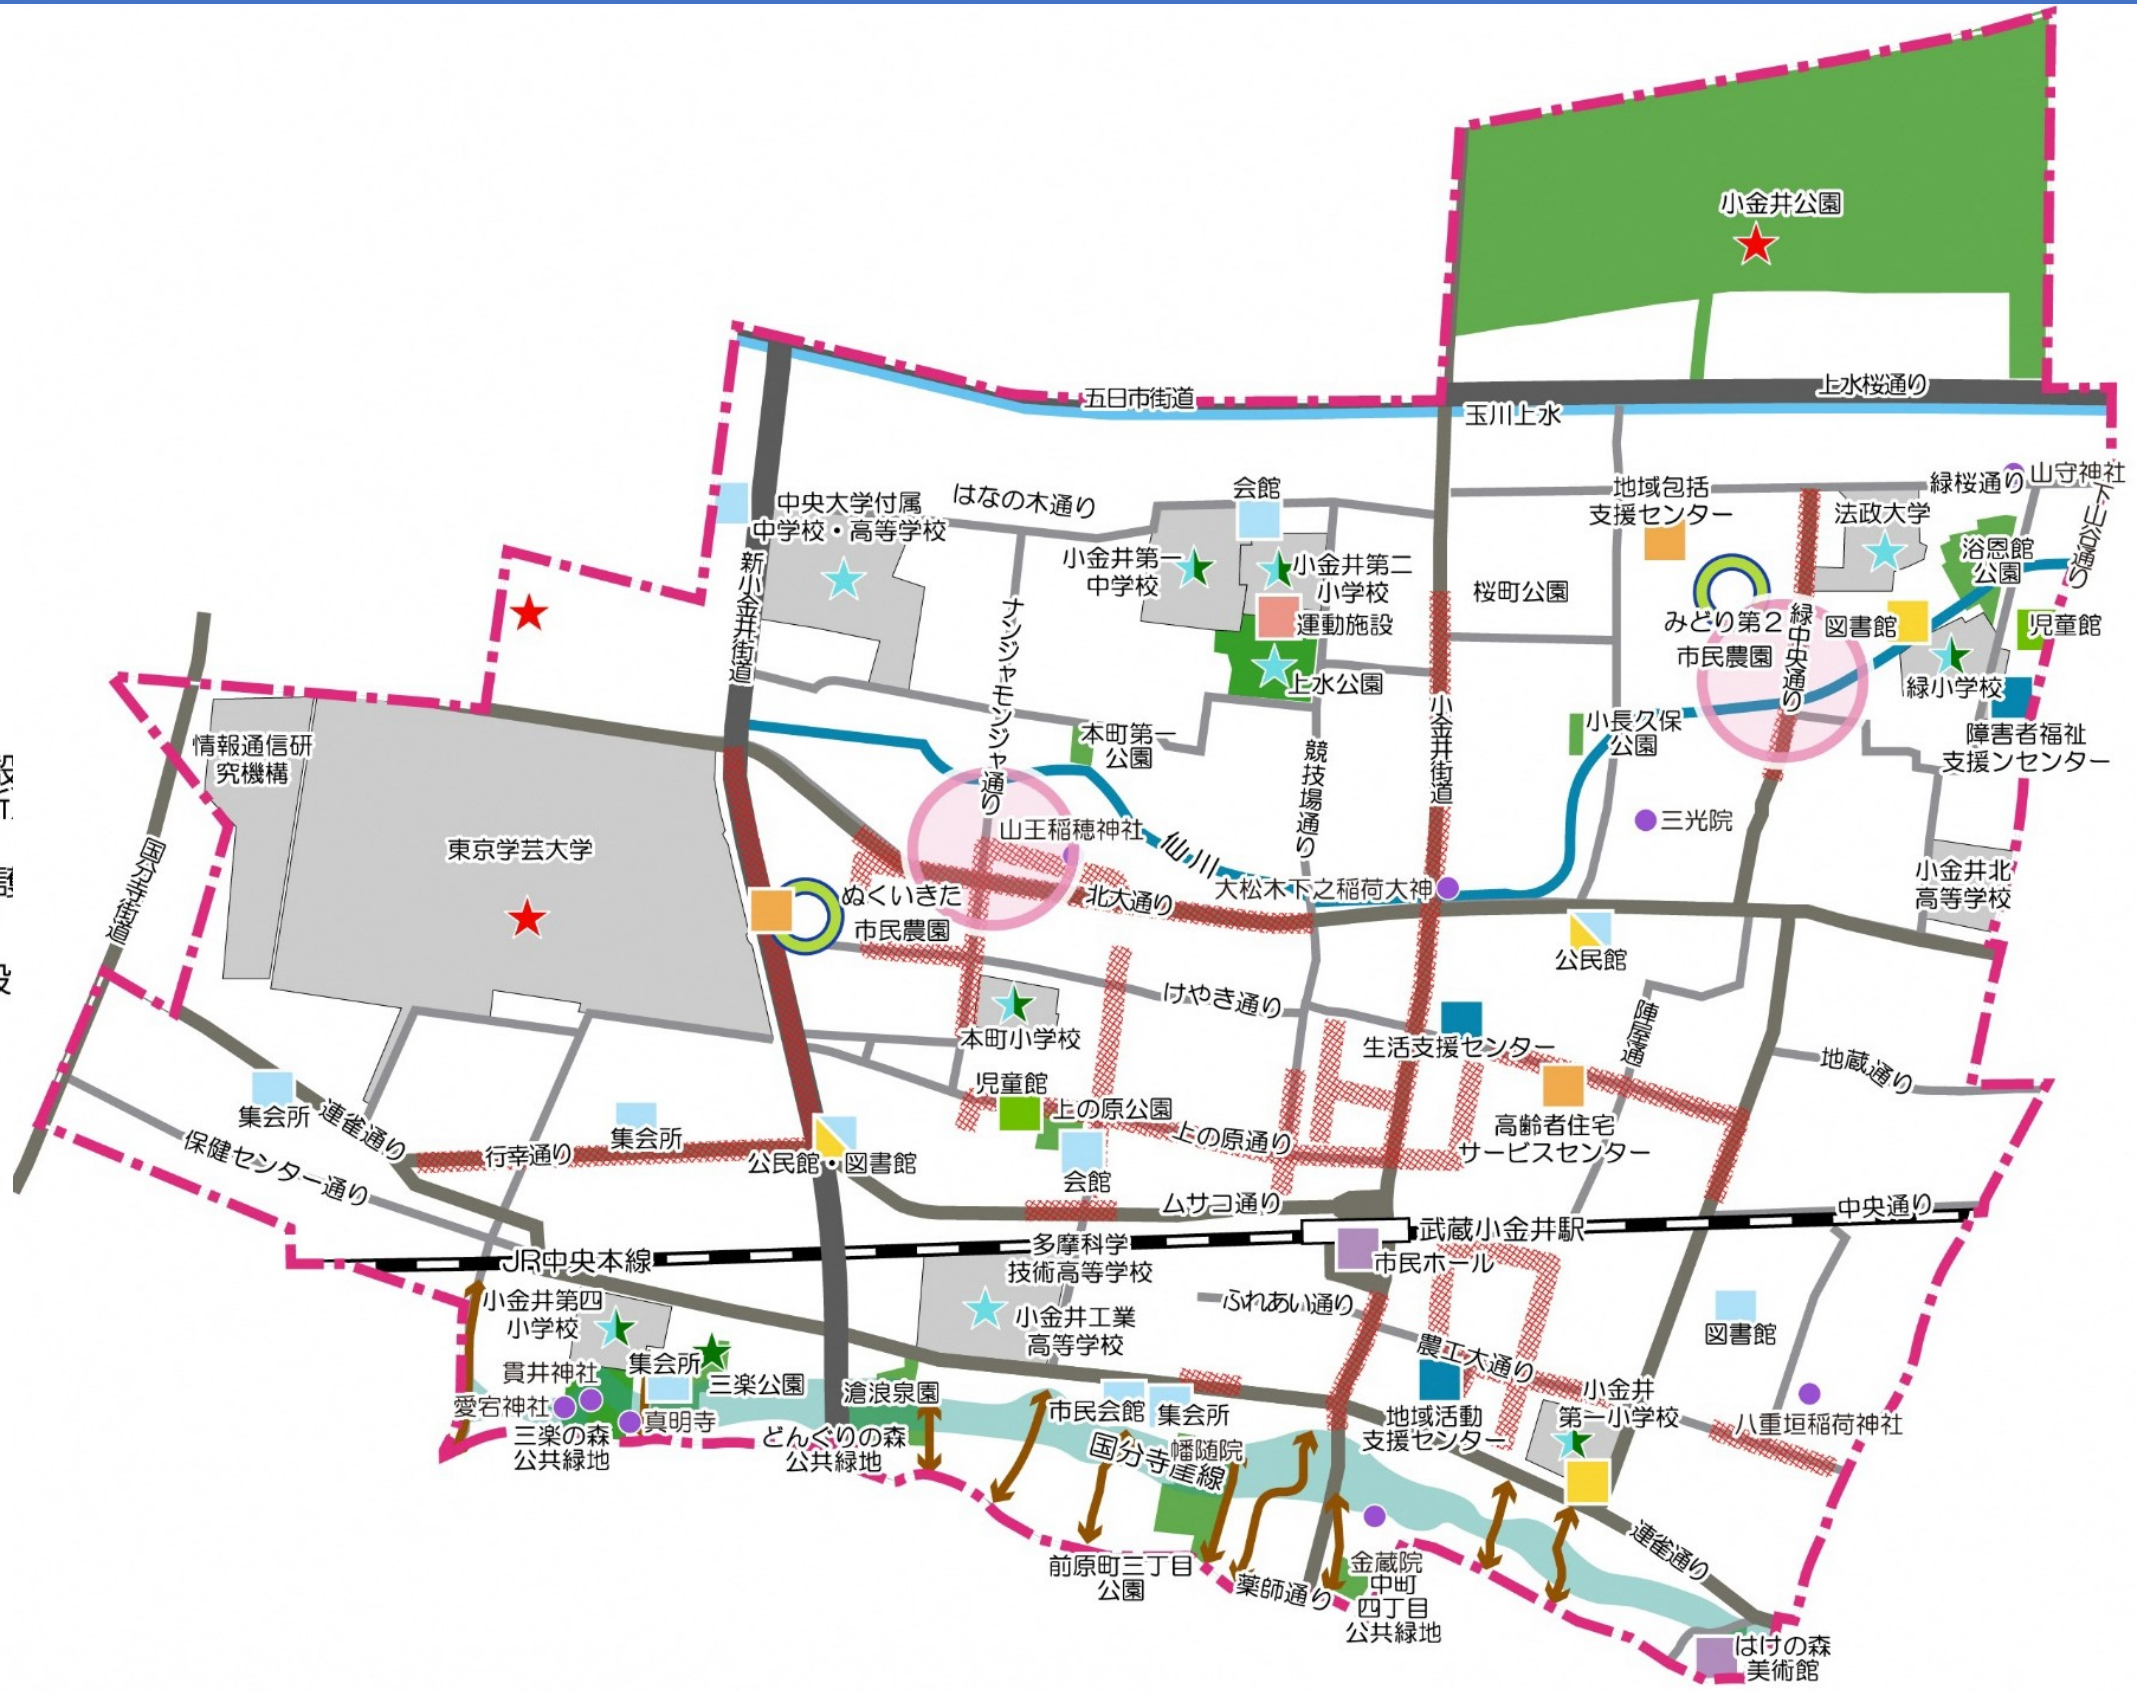 小金井公園
五日市街道
上水桜通り
玉川上水
中央大学付属
中学校・高等学校
はなの木通り
会館
小金井第一
中学校
小金井第二
小学校
運動施設
上水公園
地域包括
支援センター
緑桜通り
山守神社
法政大学
下山谷通り
浴恩館
公園
桜町公園
みどり第2
市民農園
緑中央通り
図書館
児童館
緑小学校
障害者福祉
支援ンセンター
新小金井街道
ナンジャモンジャ通り
本町第一
公園
競技場通り
小金井街道
小長久保
公園
三光院
情報通信研
究機構
国分寺街道
東京学芸大学
山王稲穂神社
仙川
大松木下之稲荷大神
小金井北
高等学校
ぬくいきた
市民農園
北大通り
公民館
けやき通り
本町小学校
生活支援センター
陣屋通
地蔵通り
集会所
連雀通り
保健センター通り
行幸通り
集会所
公民館・図書館
児童館
上の原公園
上の原通り
会館
高齢者住宅
サービスセンター
ムサコ通り
中央通り
武蔵小金井駅
市民ホール
JR中央本線
多摩科学
技術高等学校
小金井工業
高等学校
ふれあい通り
農工大通り
図書館
小金井第四
小学校
集会所
三楽公園
貫井神社
愛宕神社
真明寺
三楽の森
公共緑地
滄浪泉園
どんぐりの森
公共緑地
市民会館
集会所
幡随院
国分寺崖線
地域活動
支援センター
小金井
第一小学校
八重垣稲荷神社
前原町三丁目
公園
薬師通り
金蔵院
中町
四丁目
公共緑地
連雀通り
はけの森
美術館